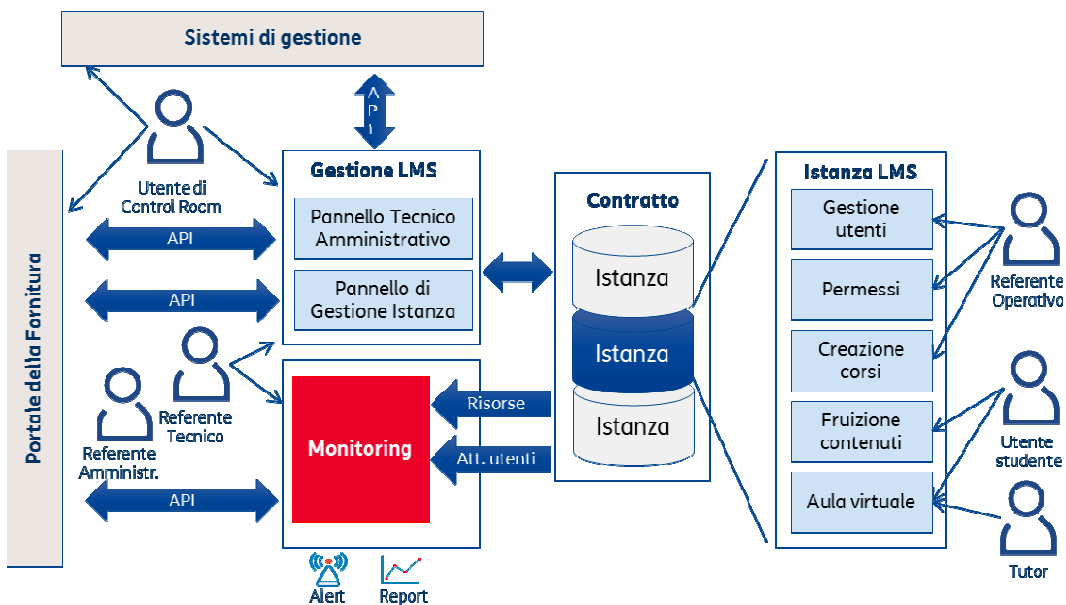 Sistemi di gestione
A
P
I
Utente di
Control Room
Portale della Fornitura
API
API
Gestione LMS
Pannello Tecnico
Amministrativo
Pannello di
Gestione Istanza
Referente
Tecnico
Referente
Amministr.
API
Monitoring
Risorse
Att. utenti
Alert
Report
Contratto
Istanza
Istanza
Istanza
Istanza LMS
Gestione
utenti
Permessi
Creazione
corsi
Fruizione
contenuti
Aula virtuale
Referente
Operativo
Utente
studente
Tutor